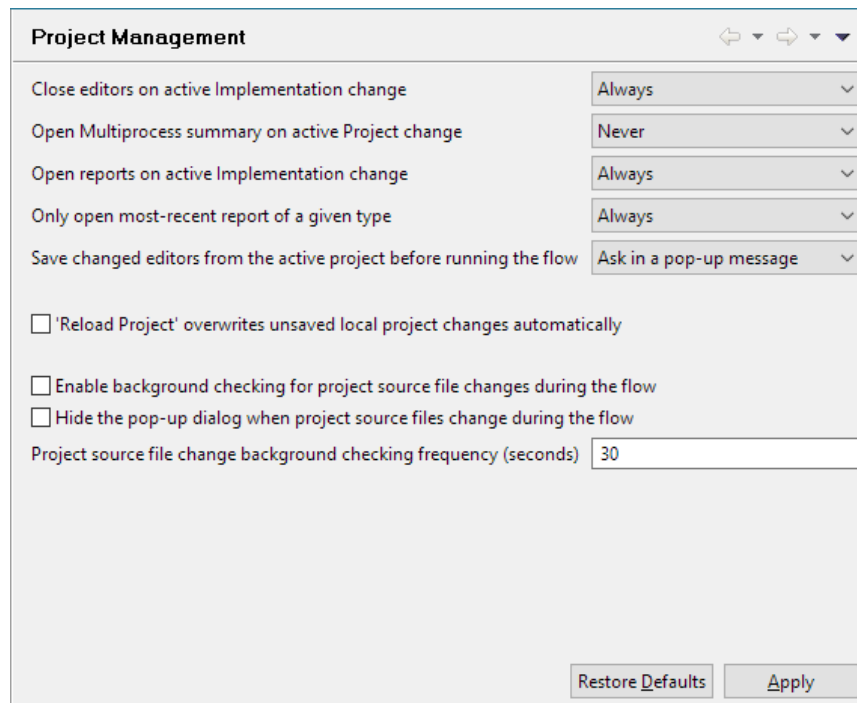 Project Management
Close editors on active Implementation change Always
Open Multiprocess summary on active Project change Never
Open reports on active Implementation change Always
Only open most-recent report of a given type Always
Save changed editors from the active project before running the flow Ask in a pop-up message
'Reload Project' overwrites unsaved local project changes automatically
Enable background checking for project source file changes during the flow
Hide the pop-up dialog when project source files change during the flow
Project source file change background checking frequency (seconds) 30
Restore Defaults Apply